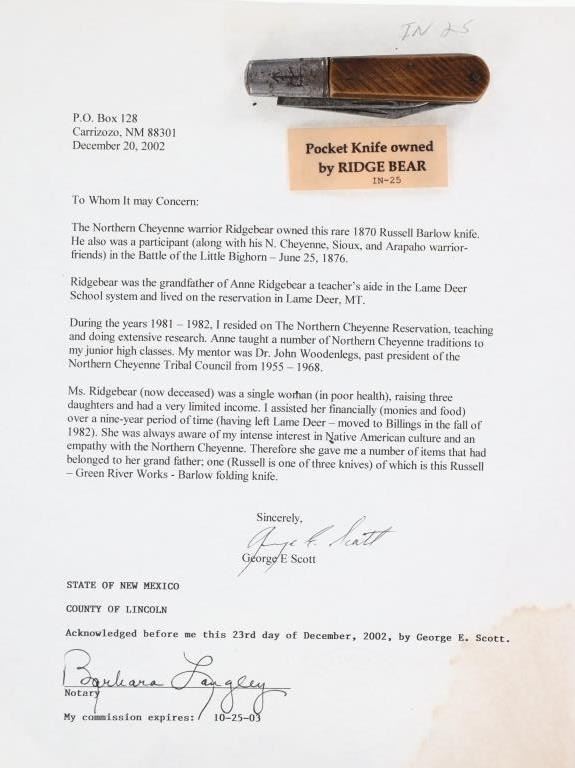 IN 25
P.O. Box 128
Carrizozo, NM 88301
December 20, 2002
Pocket Knife owned
by RIDGE BEAR
IN-25
To Whom It may Concern:
The Northern Cheyenne warrior Ridgebear owned this rare 1870 Russell Barlow knife.
He also was a participant (along with his N. Cheyenne, Sioux, and Arapaho warrior-
friends) in the Battle of the Little Bighorn – June 25, 1876.
Ridgebear was the grandfather of Anne Ridgebear a teacher's aide in the Lame Deer
School system and lived on the reservation in Lame Deer, MT.
During the years 1981 – 1982, I resided on The Northern Cheyenne Reservation, teaching
and doing extensive research. Anne taught a number of Northern Cheyenne traditions to
my junior high classes. My mentor was Dr. John Woodenlegs, past president of the
Northern Cheyenne Tribal Council from 1955 – 1968.
Ms. Ridgebear (now deceased) was a single woman (in poor health), raising three
daughters and had a very limited income. I assisted her financially (monies and food)
over a nine-year period of time (having left Lame Deer – moved to Billings in the fall of
1982). She was always aware of my intense interest in Native American culture and an
empathy with the Northern Cheyenne. Therefore she gave me a number of items that had
belonged to her grand father; one (Russell is one of three knives) of which is this Russell
– Green River Works - Barlow folding knife.
Sincerely,
George E. Scott
George E Scott
STATE OF NEW MEXICO
COUNTY OF LINCOLN
Acknowledged before me this 23rd day of December, 2002, by George E. Scott.
Barbara Langley
Notary
My commission expires: 10-25-03